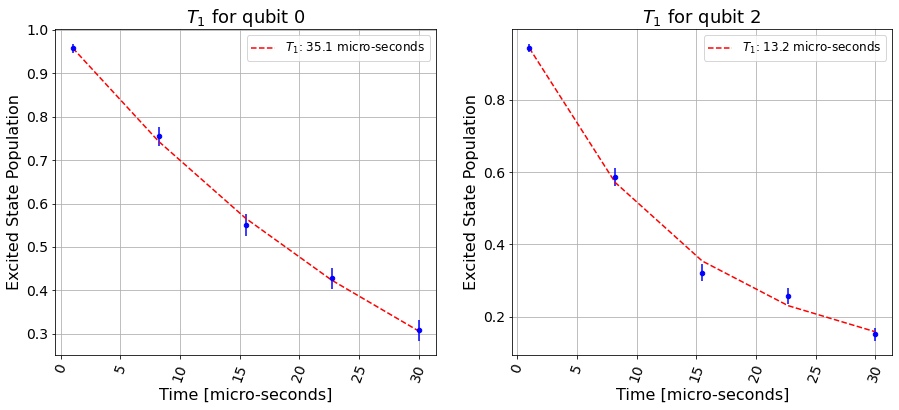 T₁ for qubit 0
T₁: 35.1 micro-seconds
Excited State Population
1.0
0.9
0.8
0.7
0.6
0.5
0.4
0.3
0 5 10 15 20 25 30
Time [micro-seconds]
T₁ for qubit 2
T₁: 13.2 micro-seconds
Excited State Population
0.8
0.6
0.4
0.2
0 5 10 15 20 25 30
Time [micro-seconds]